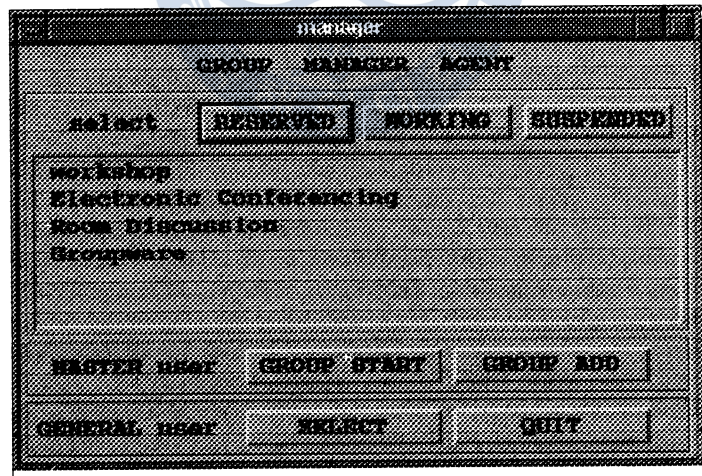 manager
GROUP MANAGER AGENT
select RESERVED WORKING SUSPENDED
workshop
Electronic Conferencing
Room Discussion
Groupware
MASTER user GROUP START GROUP ADD
GENERAL user SELECT QUIT